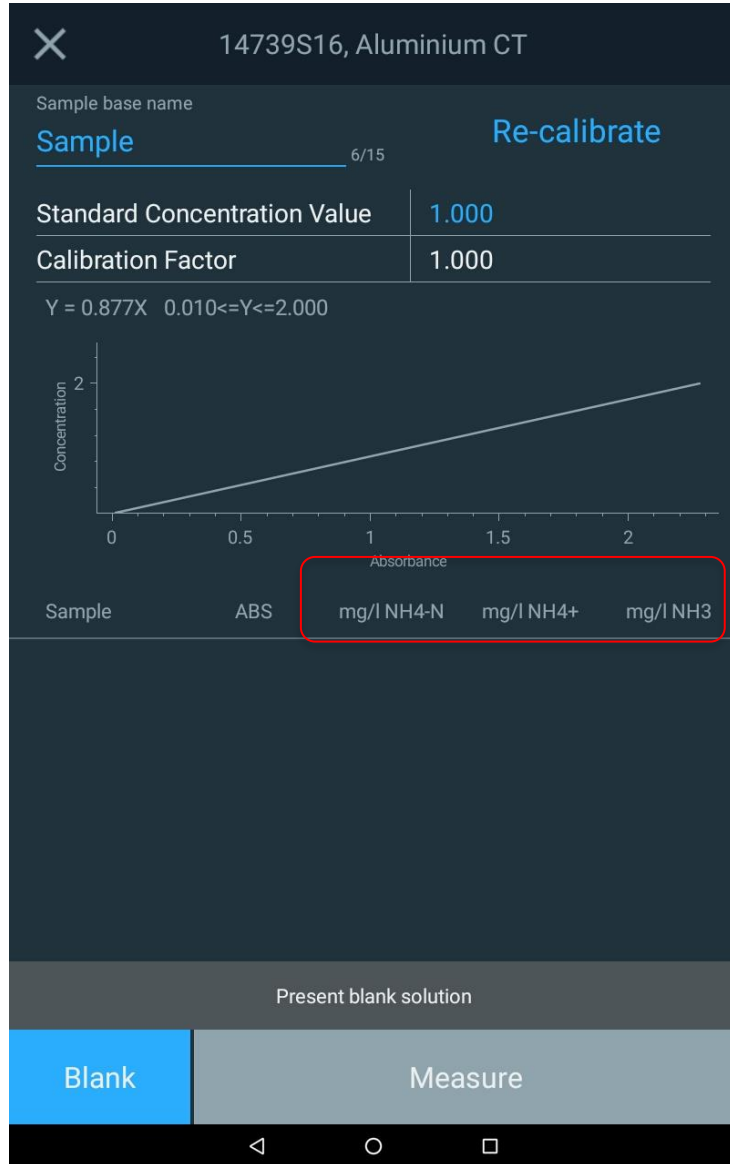 14739S16, Aluminium CT
Sample base name
Sample 6/15
Re-calibrate
Standard Concentration Value 1.000
Calibration Factor 1.000
Y = 0.877X 0.010<=Y<=2.000
Concentration
2
0 0.5 1 1.5 2
Absorbance
Sample ABS mg/l NH4-N mg/l NH4+ mg/l NH3
Present blank solution
Blank Measure